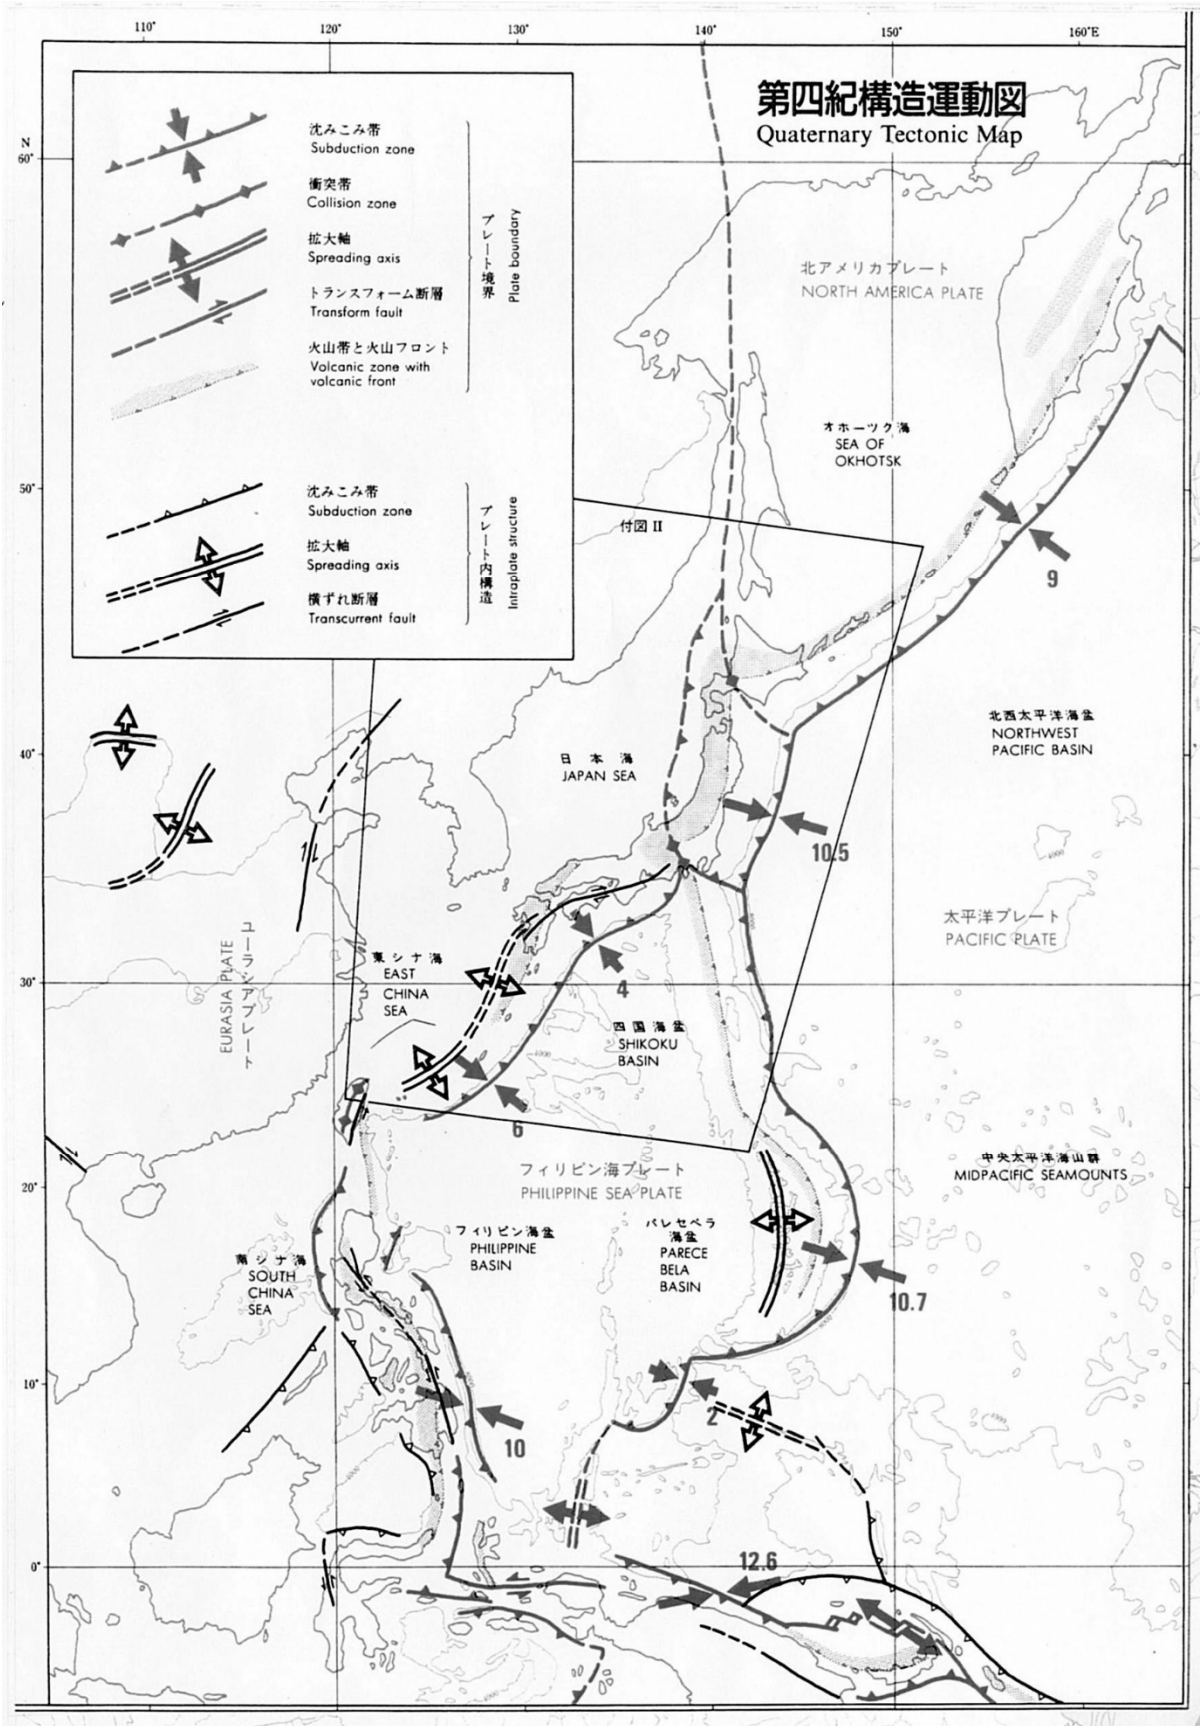 110°
120°
130°
140°
150°
160°E
第四紀構造運動図
Quaternary Tectonic Map
N
60°
50°
40°
30°
20°
10°
0°
沈みこみ帯
Subduction zone
衝突帯
Collision zone
拡大軸
Spreading axis
トランスフォーム断層
Transform fault
火山帯と火山フロント
Volcanic zone with
volcanic front
プレート境界
Plate boundary
沈みこみ帯
Subduction zone
拡大軸
Spreading axis
横ずれ断層
Transcurrent fault
プレート内構造
Intraplate structure
北アメリカプレート
NORTH AMERICA PLATE
オホーツク海
SEA OF
OKHOTSK
付図 II
9
北西太平洋海盆
NORTHWEST
PACIFIC BASIN
日本海
JAPAN SEA
10.5
太平洋プレート
PACIFIC PLATE
ユーラシアプレート
EURASIA PLATE
東シナ海
EAST
CHINA
SEA
4
四国海盆
SHIKOKU
BASIN
6
中央太平洋海山群
MIDPACIFIC SEAMOUNTS
フィリピン海プレート
PHILIPPINE SEA PLATE
フィリピン海盆
PHILIPPINE
BASIN
パレセベラ
海盆
PARECE
BELA
BASIN
南シナ海
SOUTH
CHINA
SEA
10.7
2
10
12.6
110°
120°
130°
140°
150°
160°